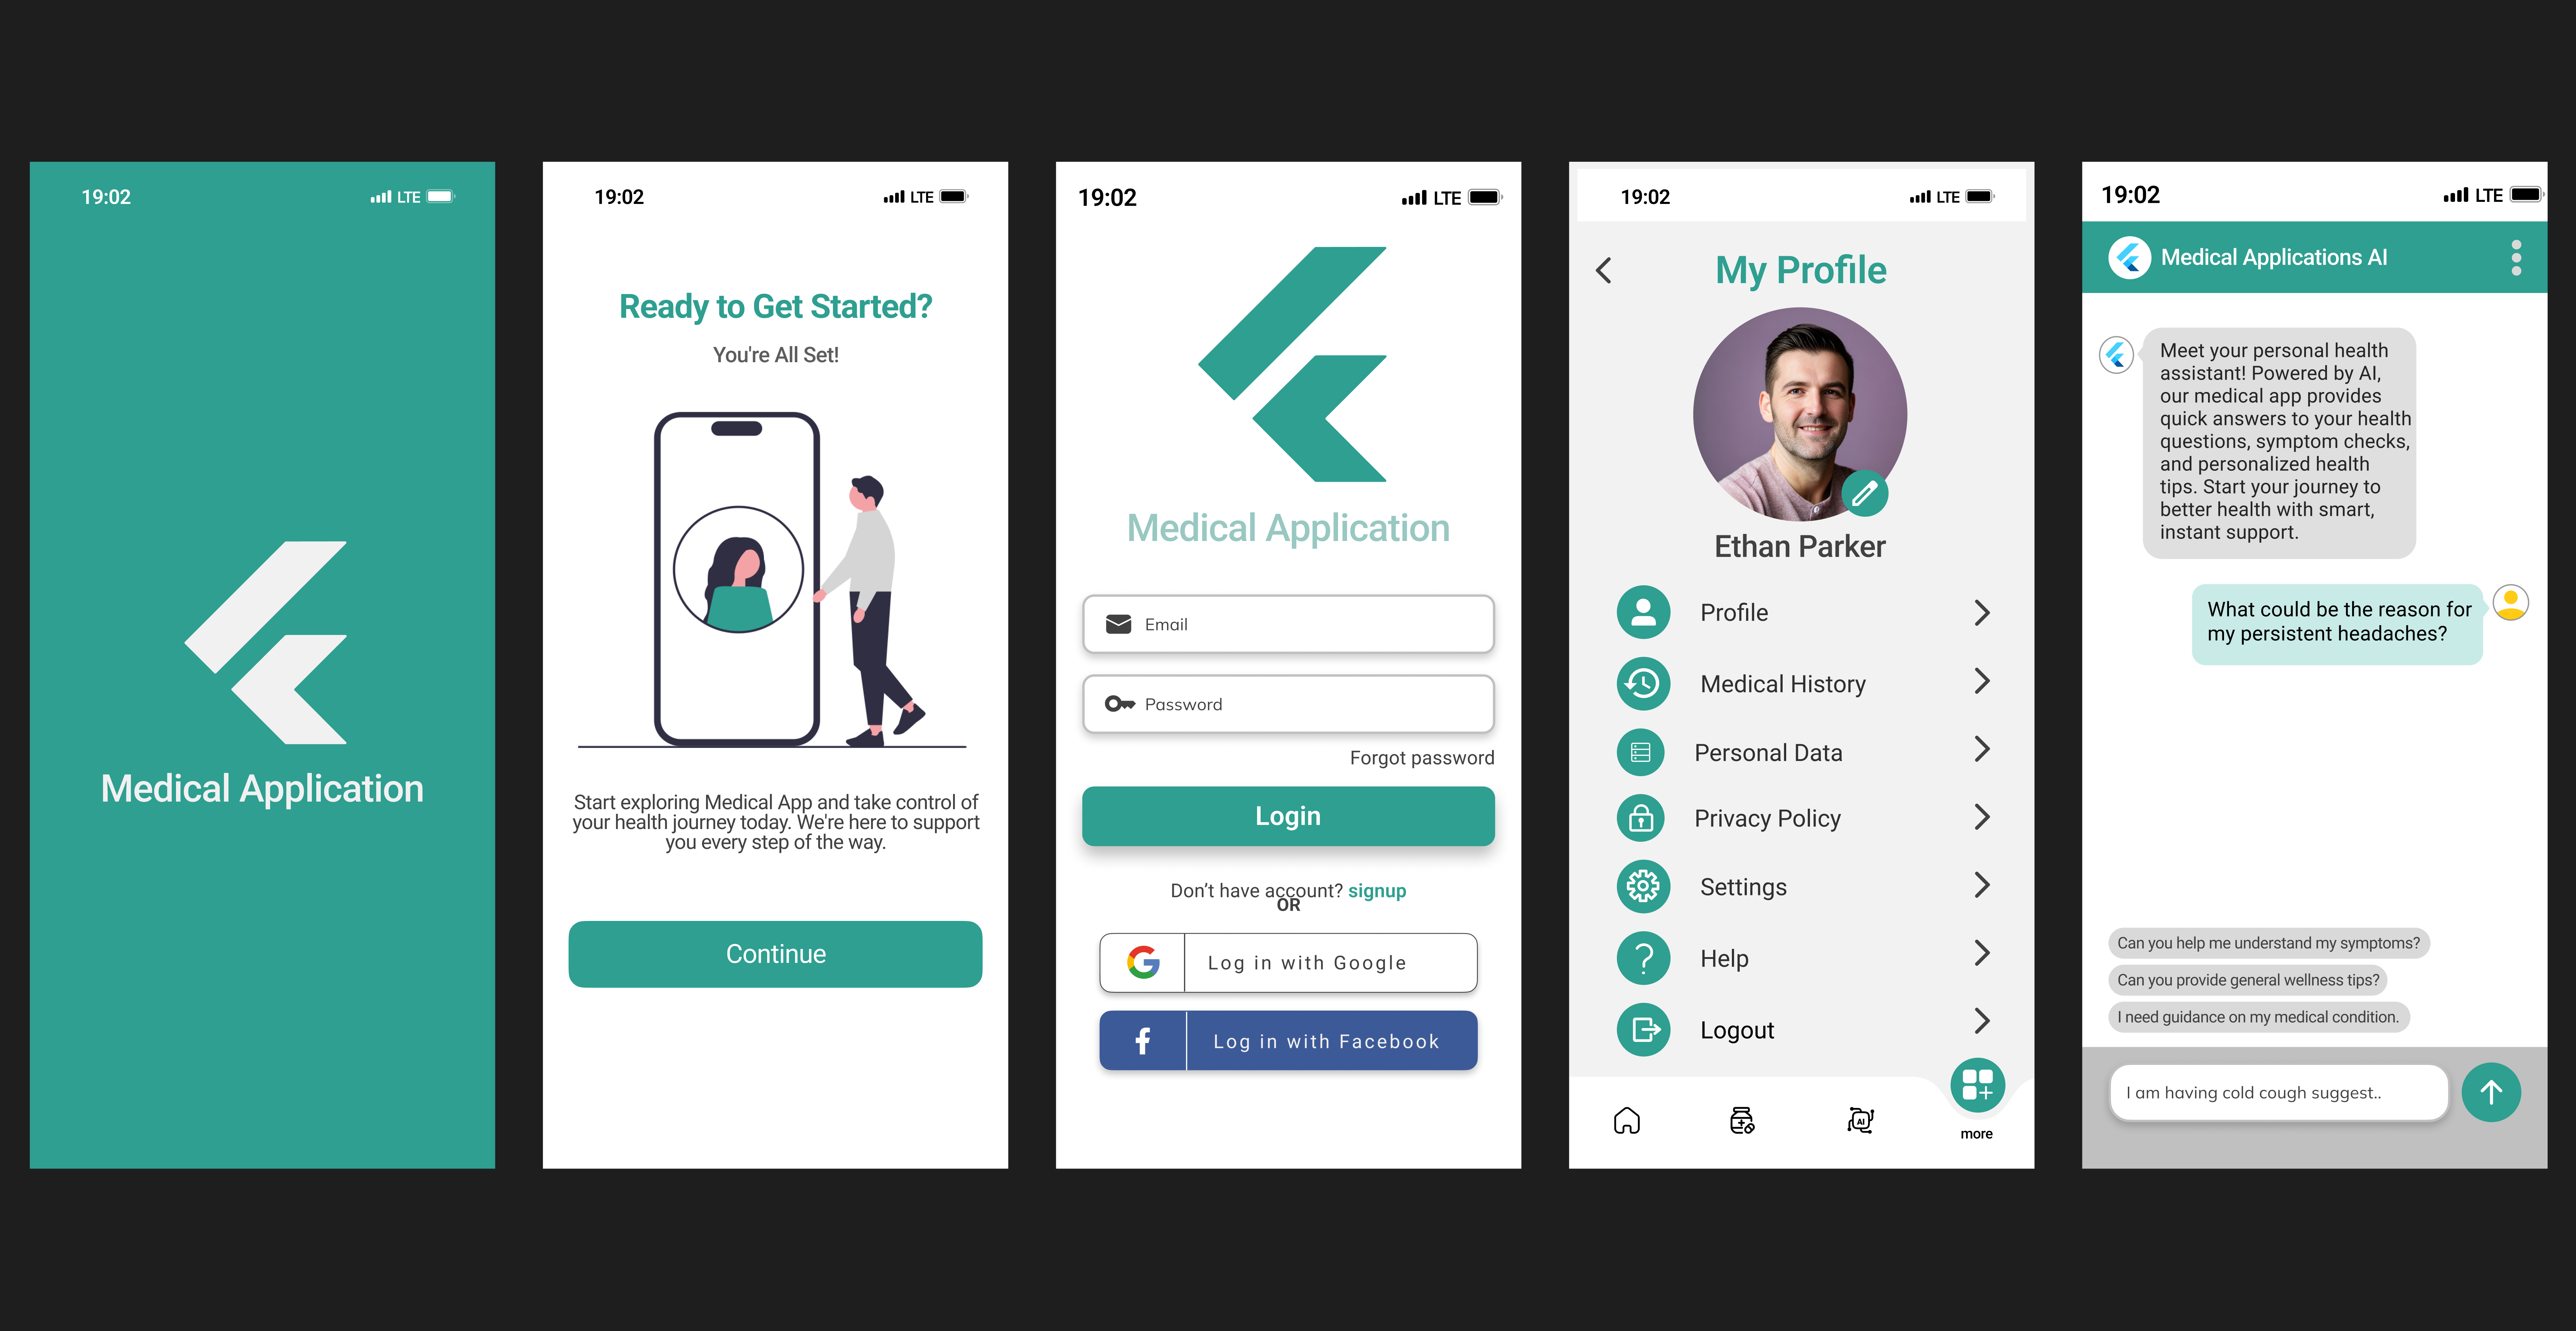 19:02
LTE
Medical Application
19:02
LTE
Ready to Get Started?
You're All Set!
Start exploring Medical App and take control of
your health journey today. We're here to support
you every step of the way.
Continue
19:02
LTE
Medical Application
Email
Password
Forgot password
Login
Don’t have account? signup
OR
Log in with Google
Log in with Facebook
19:02
LTE
My Profile
Ethan Parker
Profile
Medical History
Personal Data
Privacy Policy
Settings
Help
Logout
AI
more
19:02
LTE
Medical Applications AI
Meet your personal health
assistant! Powered by AI,
our medical app provides
quick answers to your health
questions, symptom checks,
and personalized health
tips. Start your journey to
better health with smart,
instant support.
What could be the reason for
my persistent headaches?
Can you help me understand my symptoms?
Can you provide general wellness tips?
I need guidance on my medical condition.
I am having cold cough suggest..